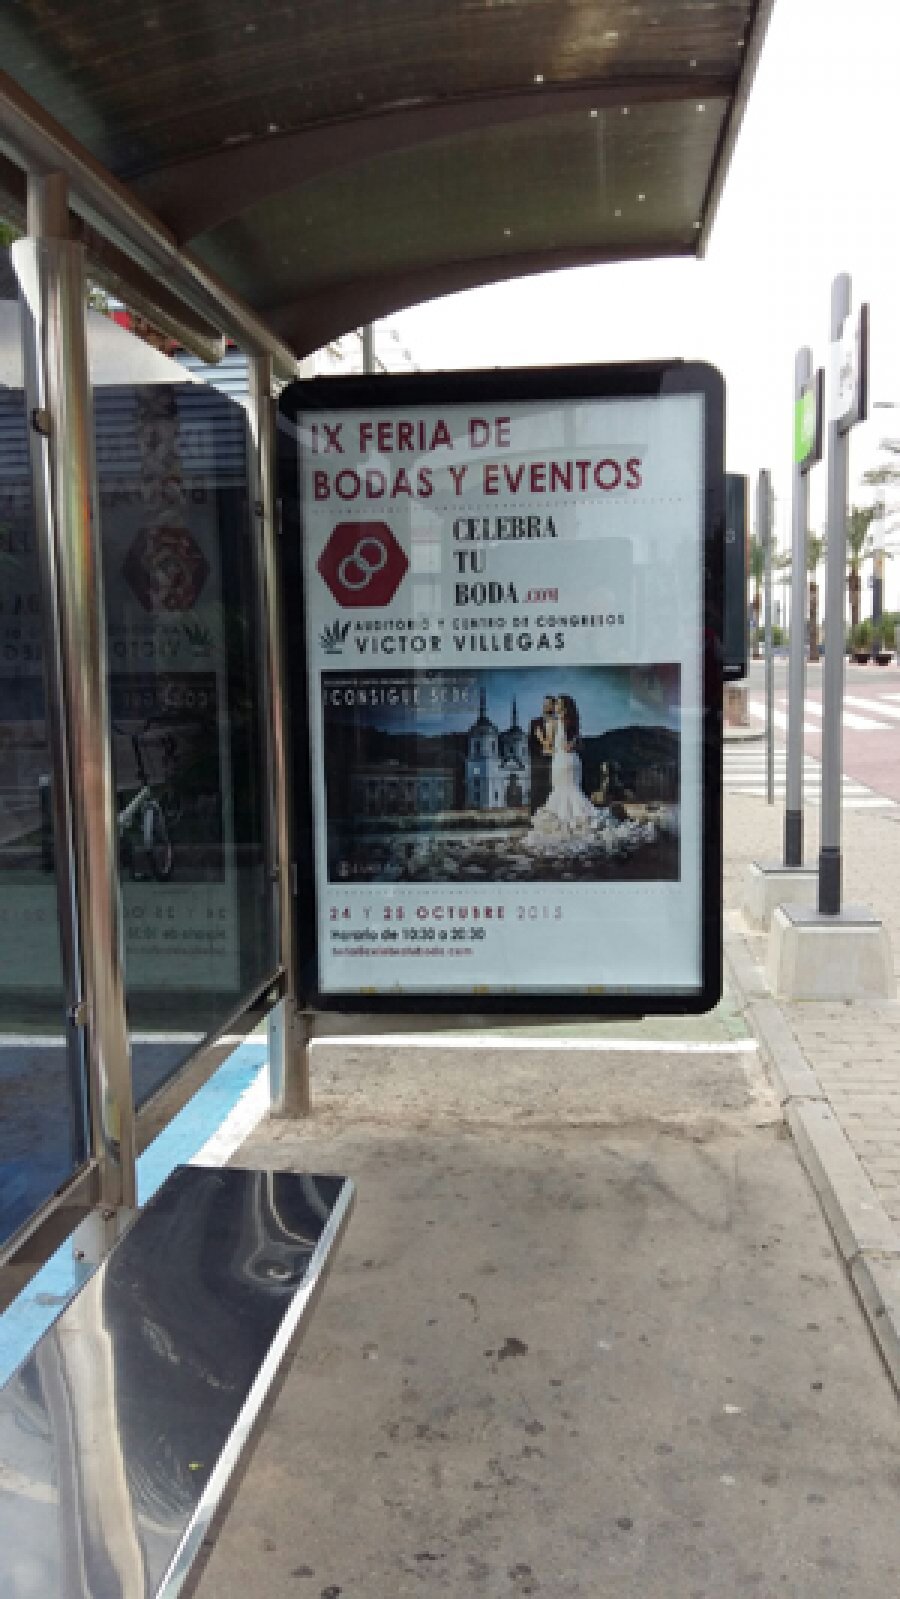 IX FERIA DE
BODAS Y EVENTOS
CELEBRA
TU
BODA.COM
AUDITORIO Y CENTRO DE CONGRESOS
VICTOR VILLEGAS
¡CONSIGUE
24 Y 25 OCTUBRE 2015
Horario de 10:30 a 20:30